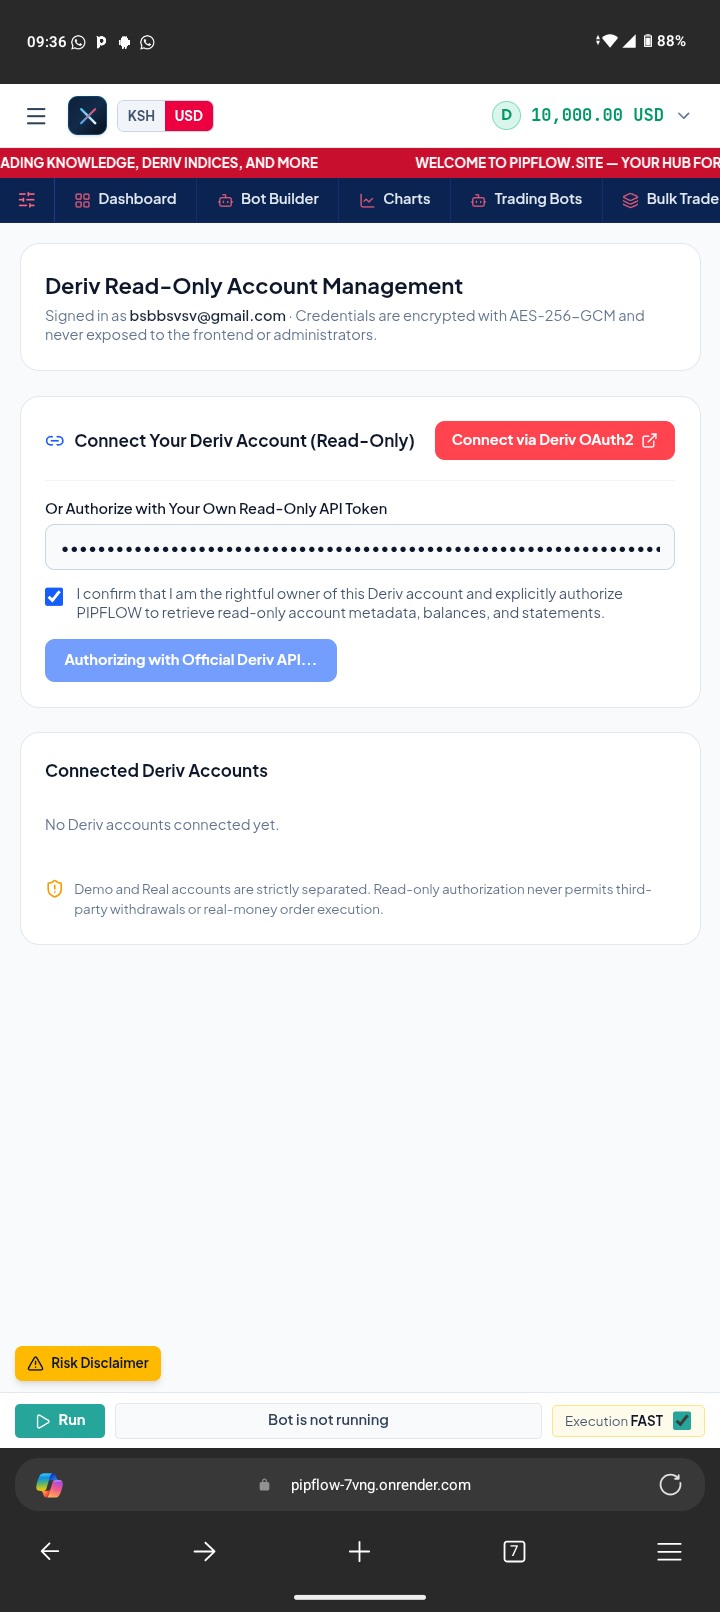 09:36
88%
KSH USD
D 10,000.00 USD
ADING KNOWLEDGE, DERIV INDICES, AND MORE WELCOME TO PIPFLOW.SITE — YOUR HUB FOR
Dashboard Bot Builder Charts Trading Bots Bulk Trade
Deriv Read-Only Account Management
Signed in as bsbbsvsv@gmail.com · Credentials are encrypted with AES-256-GCM and
never exposed to the frontend or administrators.
Connect Your Deriv Account (Read-Only)
Connect via Deriv OAuth2
Or Authorize with Your Own Read-Only API Token
I confirm that I am the rightful owner of this Deriv account and explicitly authorize
PIPFLOW to retrieve read-only account metadata, balances, and statements.
Authorizing with Official Deriv API...
Connected Deriv Accounts
No Deriv accounts connected yet.
Demo and Real accounts are strictly separated. Read-only authorization never permits third-
party withdrawals or real-money order execution.
Risk Disclaimer
Run
Bot is not running
Execution FAST
pipflow-7vng.onrender.com
7